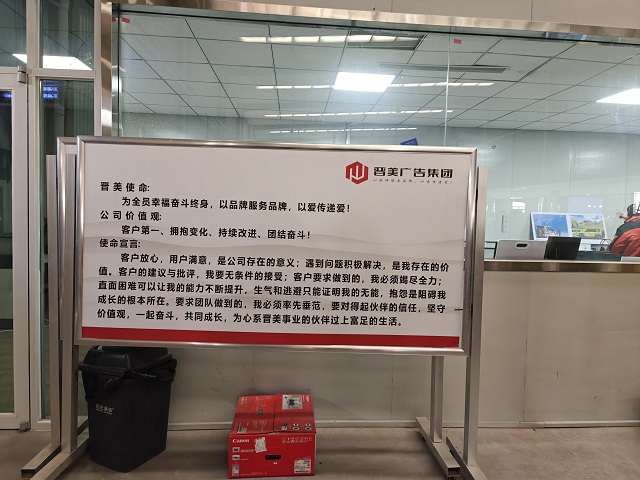 晋美广告集团
晋美使命:
为全员幸福奋斗终身，以品牌服务品牌，以爱传递爱！
公司价值观:
客户第一、拥抱变化、持续改进、团结奋斗！
使命宣言:
客户放心，用户满意，是公司存在的意义；遇到问题积极解决，是我存在的价
值。客户的建议与批评，我要无条件的接受；客户要求做到的，我必须竭尽全力；
直面困难可以让我的能力不断提升，生气和逃避只能证明我的无能，抱怨是阻碍我
成长的根本所在。要求团队做到的，我必须率先垂范，要对得起伙伴的信任，坚守
价值观，一起奋斗，共同成长，为心系晋美事业的伙伴过上富足的生活。
CANON